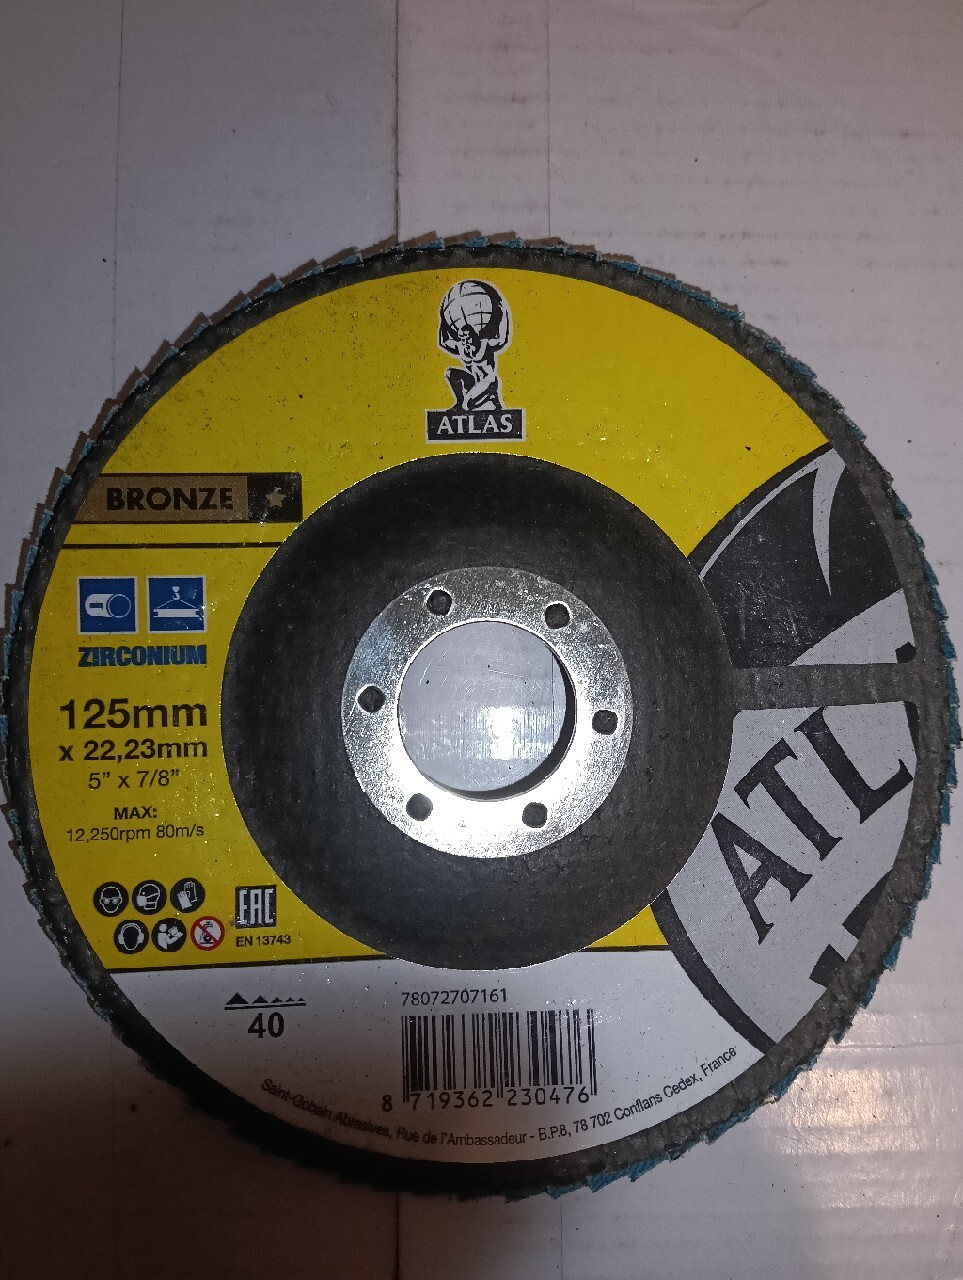 ATLAS
BRONZE
ZIRCONIUM
125mm
x 22,23mm
5" x 7/8"
MAX:
12,250rpm 80m/s
EAC
EN 13743
ATL
40
78072707161
8 719362 230476
Saint-Gobain Abrasives, Rue de l'Ambassadeur - B.P.8, 78 702 Conflans Cedex, France